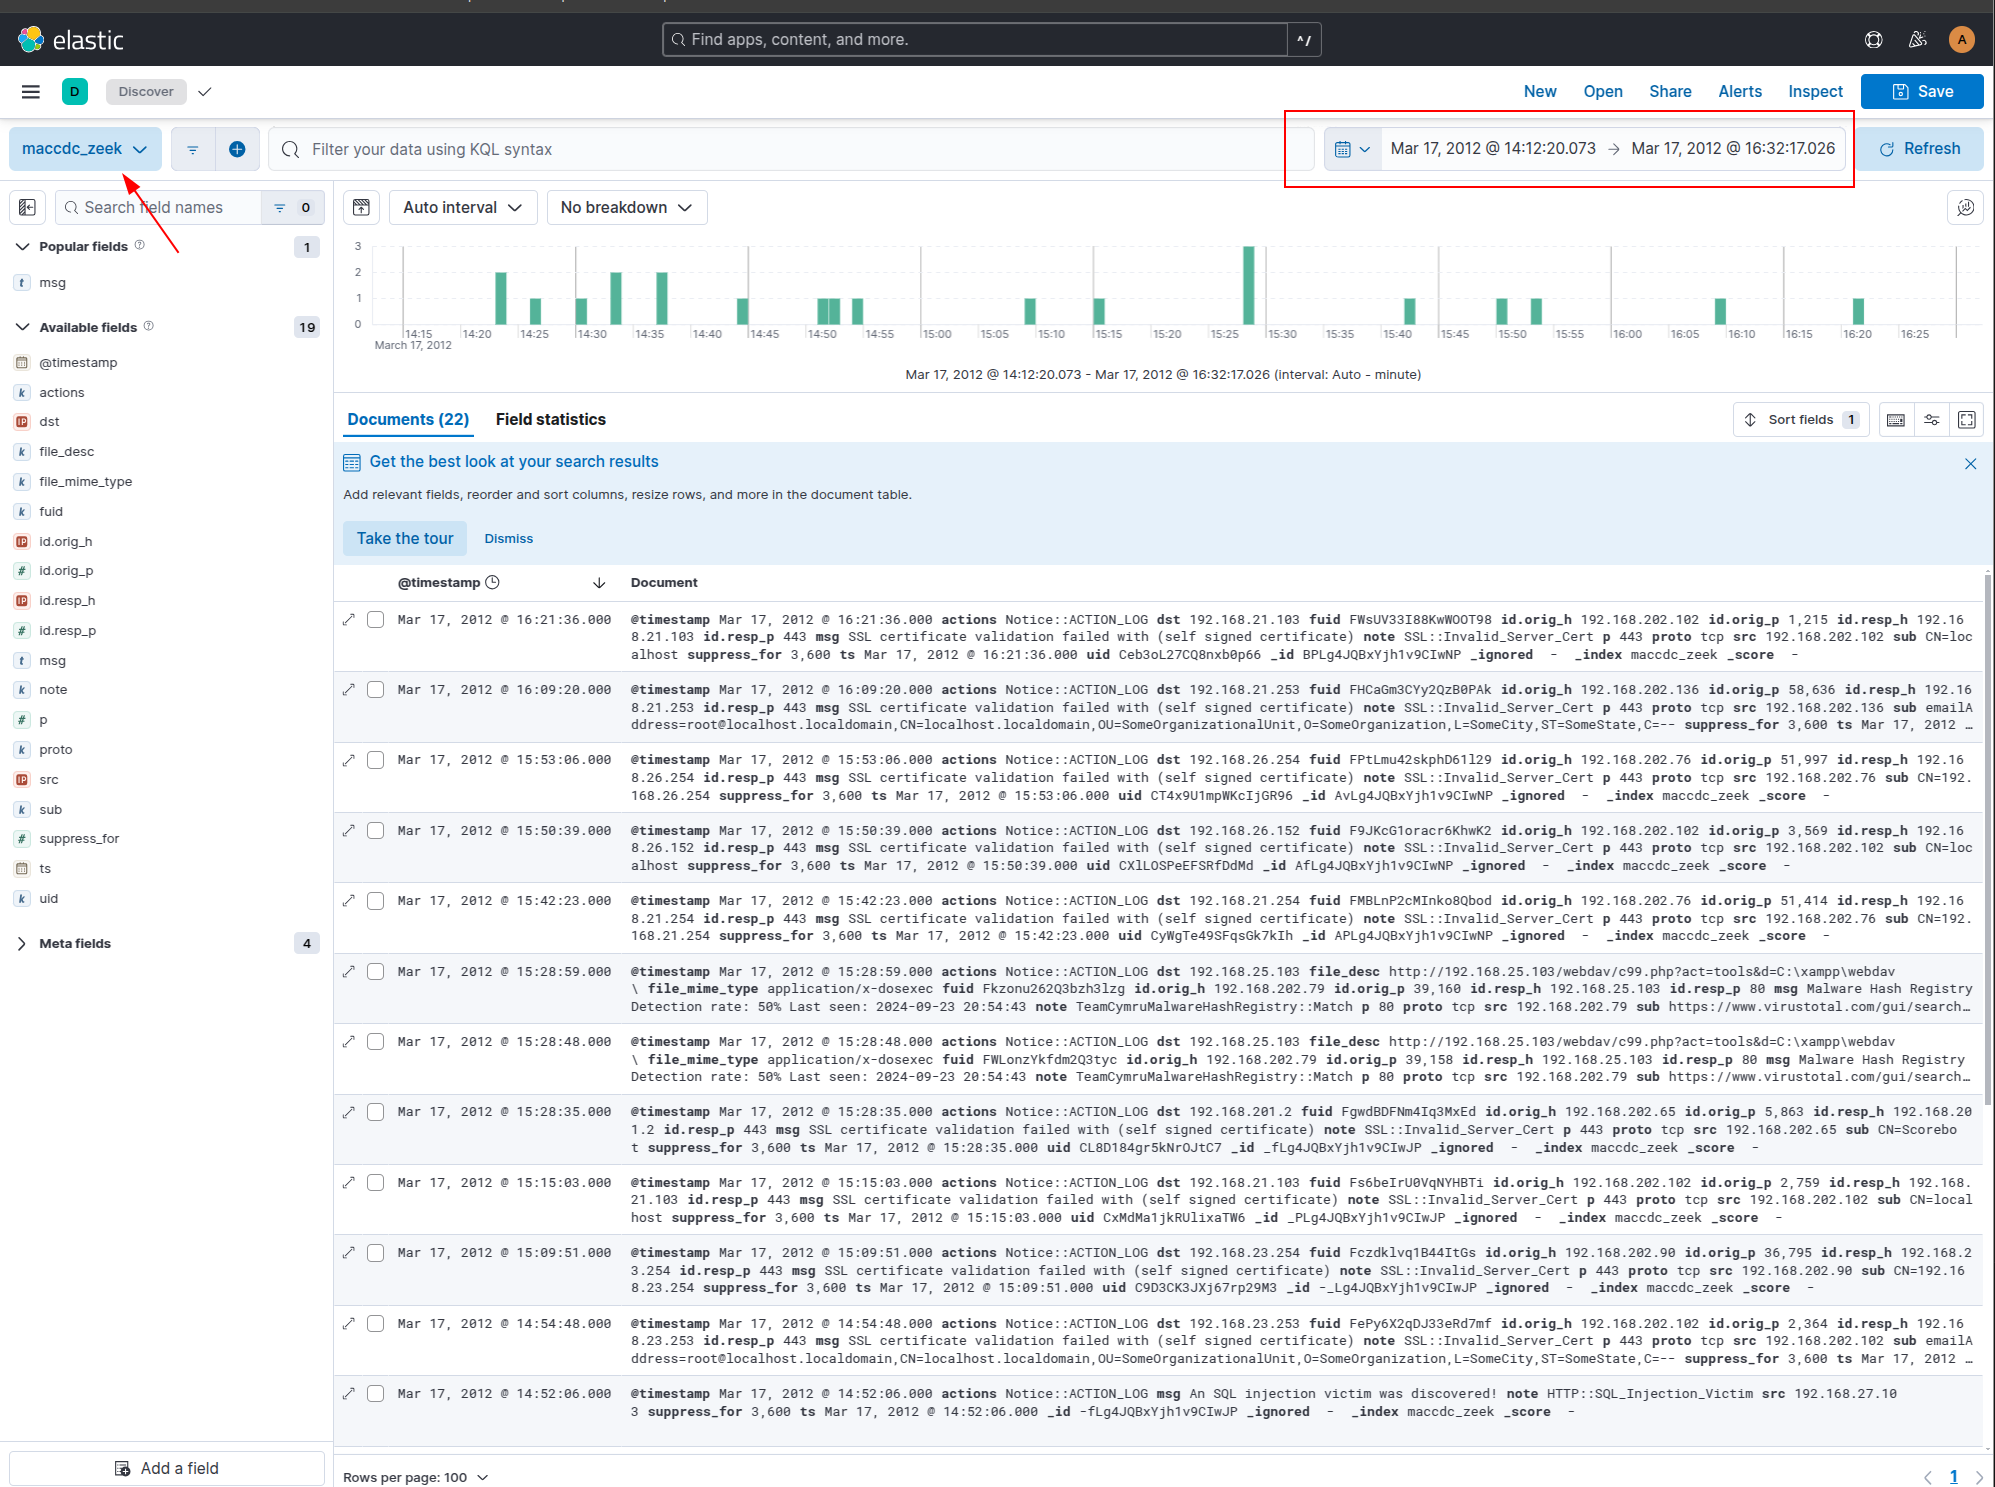 elastic
Find apps, content, and more.
^/
A
D
Discover
New
Open
Share
Alerts
Inspect
Save
maccdc_zeek
Filter your data using KQL syntax
Mar 17, 2012 @ 14:12:20.073 → Mar 17, 2012 @ 16:32:17.026
Refresh
Search field names
0
Popular fields
1
t msg
Available fields
19
@timestamp
k actions
IP dst
k file_desc
k file_mime_type
k fuid
IP id.orig_h
# id.orig_p
IP id.resp_h
# id.resp_p
t msg
k note
# p
k proto
IP src
k sub
# suppress_for
ts
k uid
Meta fields
4
Add a field
Auto interval
No breakdown
3
2
1
0
14:15 14:20 14:25 14:30 14:35 14:40 14:45 14:50 14:55 15:00 15:05 15:10 15:15 15:20 15:25 15:30 15:35 15:40 15:45 15:50 15:55 16:00 16:05 16:10 16:15 16:20 16:25
March 17, 2012
Mar 17, 2012 @ 14:12:20.073 - Mar 17, 2012 @ 16:32:17.026 (interval: Auto - minute)
Documents (22)
Field statistics
Sort fields 1
Get the best look at your search results
Add relevant fields, reorder and sort columns, resize rows, and more in the document table.
Take the tour
Dismiss
@timestamp
Document
Mar 17, 2012 @ 16:21:36.000
@timestamp Mar 17, 2012 @ 16:21:36.000 actions Notice::ACTION_LOG dst 192.168.21.103 fuid FWsUV33I88KwWOOT98 id.orig_h 192.168.202.102 id.orig_p 1,215 id.resp_h 192.16
8.21.103 id.resp_p 443 msg SSL certificate validation failed with (self signed certificate) note SSL::Invalid_Server_Cert p 443 proto tcp src 192.168.202.102 sub CN=loc
alhost suppress_for 3,600 ts Mar 17, 2012 @ 16:21:36.000 uid Ceb3oL27CQ8nxb0p66 _id BPLg4JQBxYjh1v9CIwNP _ignored - _index maccdc_zeek _score -
Mar 17, 2012 @ 16:09:20.000
@timestamp Mar 17, 2012 @ 16:09:20.000 actions Notice::ACTION_LOG dst 192.168.21.253 fuid FHCaGm3CYy2QzB0PAk id.orig_h 192.168.202.136 id.orig_p 58,636 id.resp_h 192.16
8.21.253 id.resp_p 443 msg SSL certificate validation failed with (self signed certificate) note SSL::Invalid_Server_Cert p 443 proto tcp src 192.168.202.136 sub emailA
ddress=root@localhost.localdomain,CN=localhost.localdomain,OU=SomeOrganizationalUnit,O=SomeOrganization,L=SomeCity,ST=SomeState,C=-- suppress_for 3,600 ts Mar 17, 2012 …
Mar 17, 2012 @ 15:53:06.000
@timestamp Mar 17, 2012 @ 15:53:06.000 actions Notice::ACTION_LOG dst 192.168.26.254 fuid FPtLmu42skphD61l29 id.orig_h 192.168.202.76 id.orig_p 51,997 id.resp_h 192.16
8.26.254 id.resp_p 443 msg SSL certificate validation failed with (self signed certificate) note SSL::Invalid_Server_Cert p 443 proto tcp src 192.168.202.76 sub CN=192.
168.26.254 suppress_for 3,600 ts Mar 17, 2012 @ 15:53:06.000 uid CT4x9U1mpWKcIjGR96 _id AvLg4JQBxYjh1v9CIwNP _ignored - _index maccdc_zeek _score -
Mar 17, 2012 @ 15:50:39.000
@timestamp Mar 17, 2012 @ 15:50:39.000 actions Notice::ACTION_LOG dst 192.168.26.152 fuid F9JKcG1oracr6KhwK2 id.orig_h 192.168.202.102 id.orig_p 3,569 id.resp_h 192.16
8.26.152 id.resp_p 443 msg SSL certificate validation failed with (self signed certificate) note SSL::Invalid_Server_Cert p 443 proto tcp src 192.168.202.102 sub CN=loc
alhost suppress_for 3,600 ts Mar 17, 2012 @ 15:50:39.000 uid CXlLOSPeEFSRfDdMd _id AfLg4JQBxYjh1v9CIwNP _ignored - _index maccdc_zeek _score -
Mar 17, 2012 @ 15:42:23.000
@timestamp Mar 17, 2012 @ 15:42:23.000 actions Notice::ACTION_LOG dst 192.168.21.254 fuid FMBLnP2cMInko8Qbod id.orig_h 192.168.202.76 id.orig_p 51,414 id.resp_h 192.16
8.21.254 id.resp_p 443 msg SSL certificate validation failed with (self signed certificate) note SSL::Invalid_Server_Cert p 443 proto tcp src 192.168.202.76 sub CN=192.
168.21.254 suppress_for 3,600 ts Mar 17, 2012 @ 15:42:23.000 uid CyWgTe49SFqsGk7kIh _id APLg4JQBxYjh1v9CIwNP _ignored - _index maccdc_zeek _score -
Mar 17, 2012 @ 15:28:59.000
@timestamp Mar 17, 2012 @ 15:28:59.000 actions Notice::ACTION_LOG dst 192.168.25.103 file_desc http://192.168.25.103/webdav/c99.php?act=tools&d=C:\xampp\webdav
\ file_mime_type application/x-dosexec fuid Fkzonu262Q3bzh3lzg id.orig_h 192.168.202.79 id.orig_p 39,160 id.resp_h 192.168.25.103 id.resp_p 80 msg Malware Hash Registry
Detection rate: 50% Last seen: 2024-09-23 20:54:43 note TeamCymruMalwareHashRegistry::Match p 80 proto tcp src 192.168.202.79 sub https://www.virustotal.com/gui/search…
Mar 17, 2012 @ 15:28:48.000
@timestamp Mar 17, 2012 @ 15:28:48.000 actions Notice::ACTION_LOG dst 192.168.25.103 file_desc http://192.168.25.103/webdav/c99.php?act=tools&d=C:\xampp\webdav
\ file_mime_type application/x-dosexec fuid FWLonzYkfdm2Q3tyc id.orig_h 192.168.202.79 id.orig_p 39,158 id.resp_h 192.168.25.103 id.resp_p 80 msg Malware Hash Registry
Detection rate: 50% Last seen: 2024-09-23 20:54:43 note TeamCymruMalwareHashRegistry::Match p 80 proto tcp src 192.168.202.79 sub https://www.virustotal.com/gui/search…
Mar 17, 2012 @ 15:28:35.000
@timestamp Mar 17, 2012 @ 15:28:35.000 actions Notice::ACTION_LOG dst 192.168.201.2 fuid FgwdBDFNm4Iq3MxEd id.orig_h 192.168.202.65 id.orig_p 5,863 id.resp_h 192.168.20
1.2 id.resp_p 443 msg SSL certificate validation failed with (self signed certificate) note SSL::Invalid_Server_Cert p 443 proto tcp src 192.168.202.65 sub CN=Scorebo
t suppress_for 3,600 ts Mar 17, 2012 @ 15:28:35.000 uid CL8D184gr5kNrOJtC7 _id _fLg4JQBxYjh1v9CIwJP _ignored - _index maccdc_zeek _score -
Mar 17, 2012 @ 15:15:03.000
@timestamp Mar 17, 2012 @ 15:15:03.000 actions Notice::ACTION_LOG dst 192.168.21.103 fuid Fs6beIrU0VqNYHBTi id.orig_h 192.168.202.102 id.orig_p 2,759 id.resp_h 192.168.
21.103 id.resp_p 443 msg SSL certificate validation failed with (self signed certificate) note SSL::Invalid_Server_Cert p 443 proto tcp src 192.168.202.102 sub CN=local
host suppress_for 3,600 ts Mar 17, 2012 @ 15:15:03.000 uid CxMdMa1jkRUlixaTW6 _id _PLg4JQBxYjh1v9CIwJP _ignored - _index maccdc_zeek _score -
Mar 17, 2012 @ 15:09:51.000
@timestamp Mar 17, 2012 @ 15:09:51.000 actions Notice::ACTION_LOG dst 192.168.23.254 fuid Fczdklvq1B44ItGs id.orig_h 192.168.202.90 id.orig_p 36,795 id.resp_h 192.168.2
3.254 id.resp_p 443 msg SSL certificate validation failed with (self signed certificate) note SSL::Invalid_Server_Cert p 443 proto tcp src 192.168.202.90 sub CN=192.16
8.23.254 suppress_for 3,600 ts Mar 17, 2012 @ 15:09:51.000 uid C9D3CK3JXj67rp29M3 _id -_Lg4JQBxYjh1v9CIwJP _ignored - _index maccdc_zeek _score -
Mar 17, 2012 @ 14:54:48.000
@timestamp Mar 17, 2012 @ 14:54:48.000 actions Notice::ACTION_LOG dst 192.168.23.253 fuid FePy6X2qDJ33eRd7mf id.orig_h 192.168.202.102 id.orig_p 2,364 id.resp_h 192.16
8.23.253 id.resp_p 443 msg SSL certificate validation failed with (self signed certificate) note SSL::Invalid_Server_Cert p 443 proto tcp src 192.168.202.102 sub emailA
ddress=root@localhost.localdomain,CN=localhost.localdomain,OU=SomeOrganizationalUnit,O=SomeOrganization,L=SomeCity,ST=SomeState,C=-- suppress_for 3,600 ts Mar 17, 2012 …
Mar 17, 2012 @ 14:52:06.000
@timestamp Mar 17, 2012 @ 14:52:06.000 actions Notice::ACTION_LOG msg An SQL injection victim was discovered! note HTTP::SQL_Injection_Victim src 192.168.27.10
3 suppress_for 3,600 ts Mar 17, 2012 @ 14:52:06.000 _id -fLg4JQBxYjh1v9CIwJP _ignored - _index maccdc_zeek _score -
Rows per page: 100
1